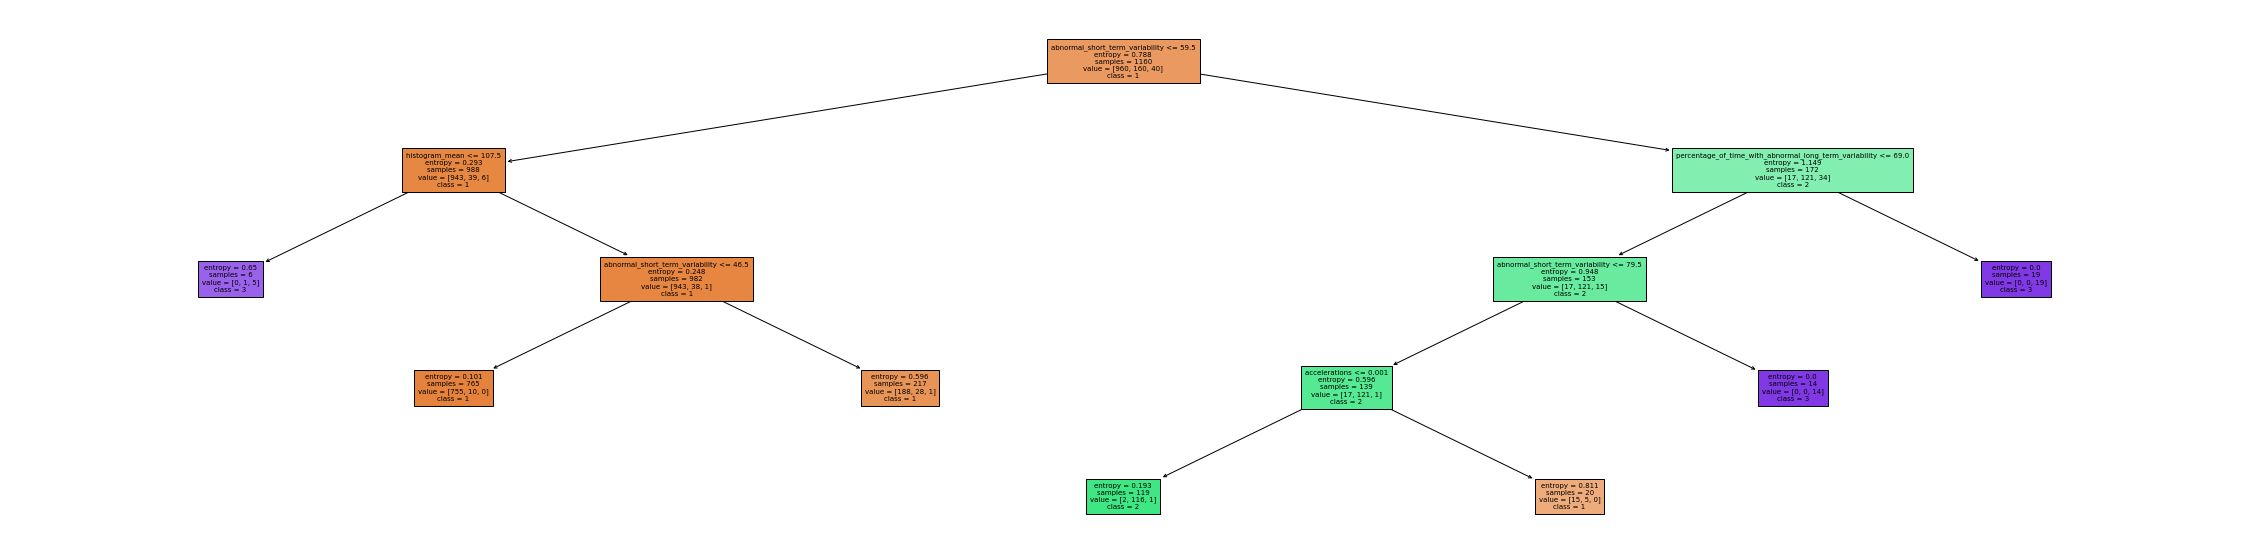 abnormal_short_term_variability <= 59.5
entropy = 0.788
samples = 1160
value = [960, 160, 40]
class = 1
histogram_mean <= 107.5
entropy = 0.293
samples = 988
value = [943, 39, 6]
class = 1
percentage_of_time_with_abnormal_long_term_variability <= 69.0
entropy = 1.149
samples = 172
value = [17, 121, 34]
class = 2
entropy = 0.65
samples = 6
value = [0, 1, 5]
class = 3
abnormal_short_term_variability <= 46.5
entropy = 0.248
samples = 982
value = [943, 38, 1]
class = 1
abnormal_short_term_variability <= 79.5
entropy = 0.948
samples = 153
value = [17, 121, 15]
class = 2
entropy = 0.0
samples = 19
value = [0, 0, 19]
class = 3
entropy = 0.101
samples = 765
value = [755, 10, 0]
class = 1
entropy = 0.596
samples = 217
value = [188, 28, 1]
class = 1
accelerations <= 0.001
entropy = 0.596
samples = 139
value = [17, 121, 1]
class = 2
entropy = 0.0
samples = 14
value = [0, 0, 14]
class = 3
entropy = 0.193
samples = 119
value = [2, 116, 1]
class = 2
entropy = 0.811
samples = 20
value = [15, 5, 0]
class = 1